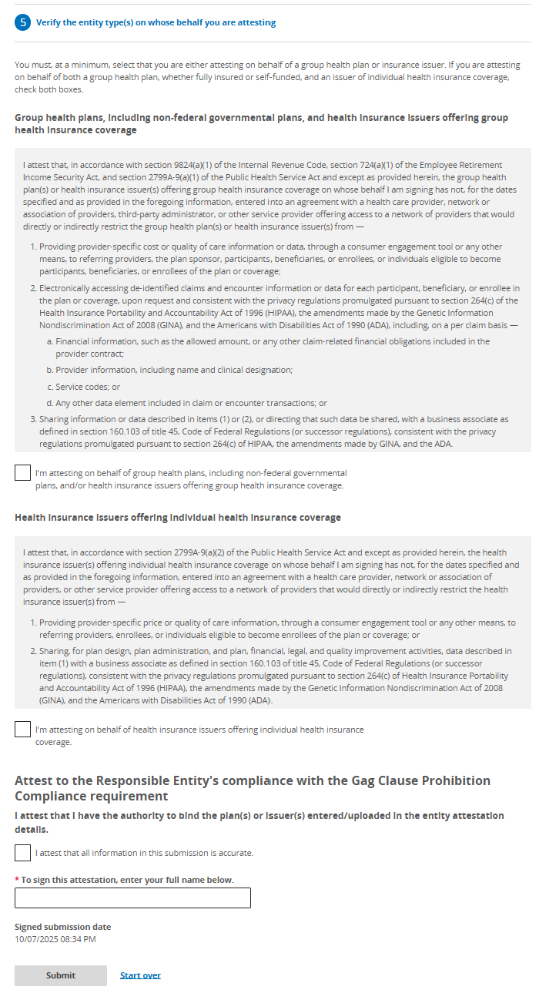 5 Verify the entity type(s) on whose behalf you are attesting
You must, at a minimum, select that you are either attesting on behalf of a group health plan or insurance issuer. If you are attesting
on behalf of both a group health plan, whether fully insured or self-funded, and an issuer of individual health insurance coverage,
check both boxes.
Group health plans, including non-federal governmental plans, and health insurance issuers offering group
health insurance coverage
I attest that, in accordance with section 9824(a)(1) of the Internal Revenue Code, section 724(a)(1) of the Employee Retirement
Income Security Act, and section 2799A-9(a)(1) of the Public Health Service Act and except as provided herein, the group health
plan(s) or health insurance issuer(s) offering group health insurance coverage on whose behalf I am signing has not, for the dates
specified and as provided in the foregoing information, entered into an agreement with a health care provider, network or
association of providers, third-party administrator, or other service provider offering access to a network of providers that would
directly or indirectly restrict the group health plan(s) or health insurance issuer(s) from —
1. Providing provider-specific cost or quality of care information or data, through a consumer engagement tool or any other
means, to referring providers, the plan sponsor, participants, beneficiaries, or enrollees, or individuals eligible to become
participants, beneficiaries, or enrollees of the plan or coverage;
2. Electronically accessing de-identified claims and encounter information or data for each participant, beneficiary, or enrollee in
the plan or coverage, upon request and consistent with the privacy regulations promulgated pursuant to section 264(c) of the
Health Insurance Portability and Accountability Act of 1996 (HIPAA), the amendments made by the Genetic Information
Nondiscrimination Act of 2008 (GINA), and the Americans with Disabilities Act of 1990 (ADA), including, on a per claim basis —
a. Financial information, such as the allowed amount, or any other claim-related financial obligations included in the
provider contract;
b. Provider information, including name and clinical designation;
c. Service codes; or
d. Any other data element included in claim or encounter transactions; or
3. Sharing information or data described in items (1) or (2), or directing that such data be shared, with a business associate as
defined in section 160.103 of title 45, Code of Federal Regulations (or successor regulations), consistent with the privacy
regulations promulgated pursuant to section 264(c) of HIPAA, the amendments made by GINA, and the ADA.
I'm attesting on behalf of group health plans, including non-federal governmental
plans, and/or health insurance issuers offering group health insurance coverage.
Health insurance issuers offering individual health insurance coverage
I attest that, in accordance with section 2799A-9(a)(2) of the Public Health Service Act and except as provided herein, the health
insurance issuer(s) offering individual health insurance coverage on whose behalf I am signing has not, for the dates specified and
as provided in the foregoing information, entered into an agreement with a health care provider, network or association of
providers, or other service provider offering access to a network of providers that would directly or indirectly restrict the health
insurance issuer(s) from —
1. Providing provider-specific price or quality of care information, through a consumer engagement tool or any other means, to
referring providers, enrollees, or individuals eligible to become enrollees of the plan or coverage; or
2. Sharing, for plan design, plan administration, and plan, financial, legal, and quality improvement activities, data described in
item (1) with a business associate as defined in section 160.103 of title 45, Code of Federal Regulations (or successor
regulations), consistent with the privacy regulations promulgated pursuant to section 264(c) of Health Insurance Portability
and Accountability Act of 1996 (HIPAA), the amendments made by the Genetic Information Nondiscrimination Act of 2008
(GINA), and the Americans with Disabilities Act of 1990 (ADA).
I'm attesting on behalf of health insurance issuers offering individual health insurance
coverage.
Attest to the Responsible Entity's compliance with the Gag Clause Prohibition
Compliance requirement
I attest that I have the authority to bind the plan(s) or issuer(s) entered/uploaded in the entity attestation
details.
I attest that all information in this submission is accurate.
* To sign this attestation, enter your full name below.
Signed submission date
10/07/2025 08:34 PM
Submit Start over